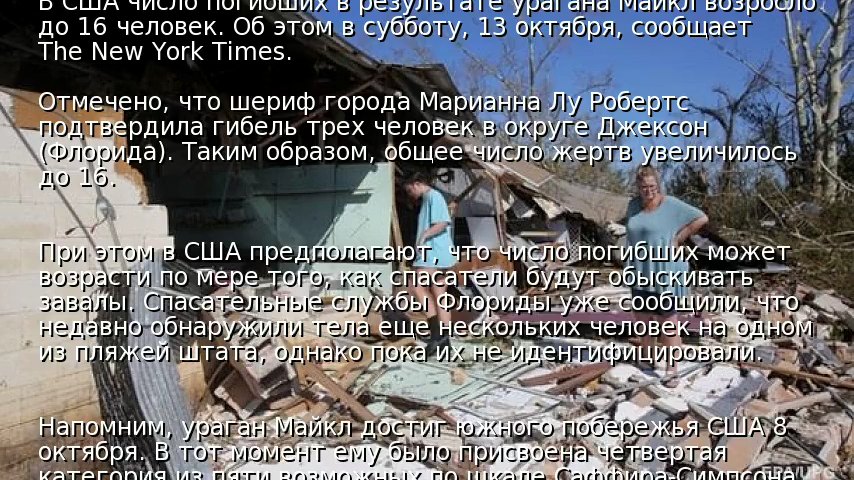 В США число погибших в результате урагана Майкл возросло
до 16 человек. Об этом в субботу, 13 октября, сообщает
The New York Times.
Отмечено, что шериф города Марианна Лу Робертс
подтвердила гибель трех человек в округе Джексон
(Флорида). Таким образом, общее число жертв увеличилось
до 16.
При этом в США предполагают, что число погибших может
возрасти по мере того, как спасатели будут обыскивать
завалы. Спасательные службы Флориды уже сообщили, что
недавно обнаружили тела еще нескольких человек на одном
из пляжей штата, однако пока их не идентифицировали.
Напомним, ураган Майкл достиг южного побережья США 8
октября. В тот момент ему было присвоена четвертая
категория из пяти возможных по шкале Саффира-Симпсона